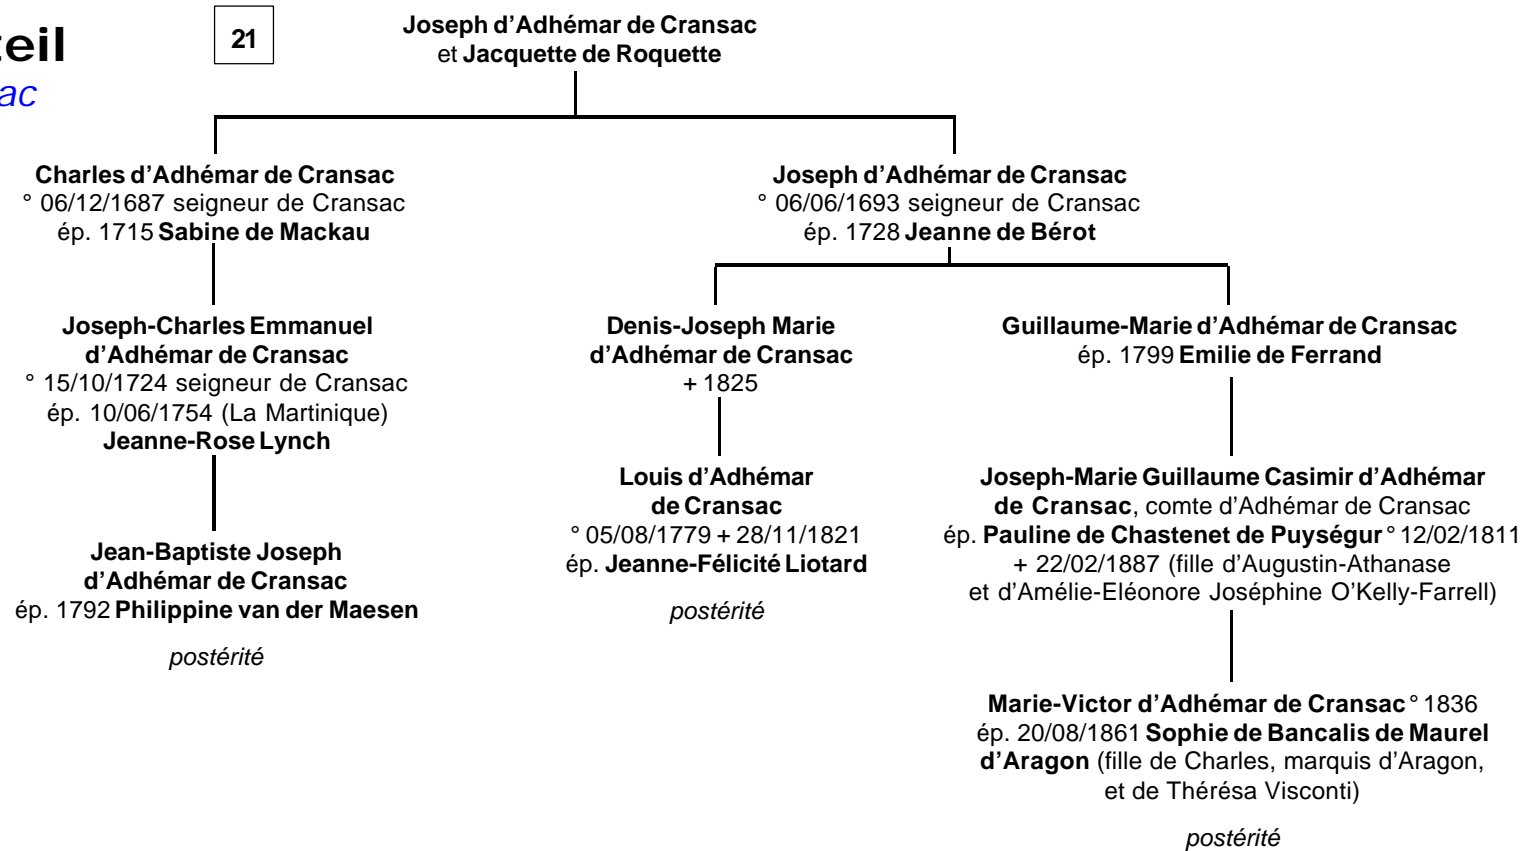 teil
ac
21
Joseph d’Adhémar de Cransac
et Jacquette de Roquette
Charles d’Adhémar de Cransac
° 06/12/1687 seigneur de Cransac
ép. 1715 Sabine de Mackau
Joseph d’Adhémar de Cransac
° 06/06/1693 seigneur de Cransac
ép. 1728 Jeanne de Bérot
Joseph-Charles Emmanuel
d’Adhémar de Cransac
° 15/10/1724 seigneur de Cransac
ép. 10/06/1754 (La Martinique)
Jeanne-Rose Lynch
Denis-Joseph Marie
d’Adhémar de Cransac
+ 1825
Guillaume-Marie d’Adhémar de Cransac
ép. 1799 Emilie de Ferrand
Jean-Baptiste Joseph
d’Adhémar de Cransac
ép. 1792 Philippine van der Maesen
postérité
Louis d’Adhémar
de Cransac
° 05/08/1779 + 28/11/1821
ép. Jeanne-Félicité Liotard
postérité
Joseph-Marie Guillaume Casimir d’Adhémar
de Cransac, comte d’Adhémar de Cransac
ép. Pauline de Chastenet de Puységur ° 12/02/1811
+ 22/02/1887 (fille d’Augustin-Athanase
et d’Amélie-Eléonore Joséphine O’Kelly-Farrell)
Marie-Victor d’Adhémar de Cransac ° 1836
ép. 20/08/1861 Sophie de Bancalis de Maurel
d’Aragon (fille de Charles, marquis d’Aragon,
et de Thérésa Visconti)
postérité